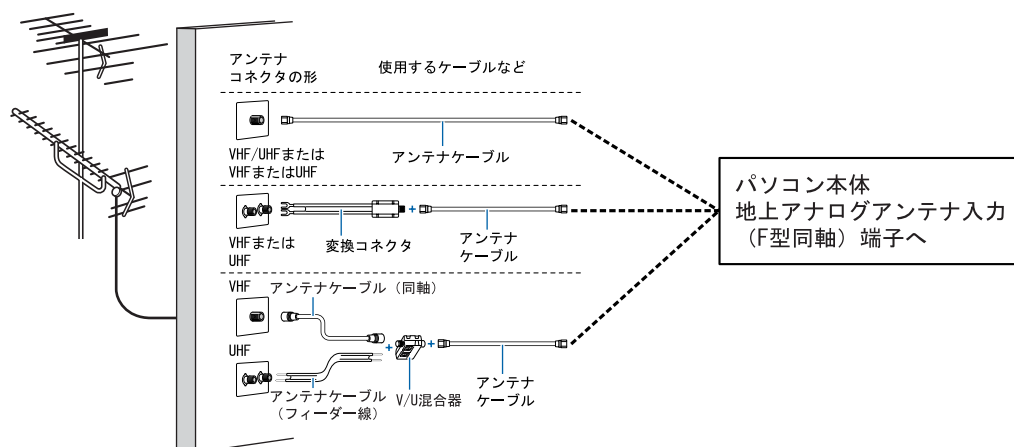 アンテナ
コネクタの形
使用するケーブルなど
VHF/UHFまたは
VHFまたはUHF
アンテナケーブル
VHFまたは
UHF
変換コネクタ
+
アンテナ
ケーブル
VHF
アンテナケーブル（同軸）
UHF
+
+
アンテナケーブル
（フィーダー線）
V/U混合器
アンテナ
ケーブル
パソコン本体
地上アナログアンテナ入力
（F型同軸）端子へ